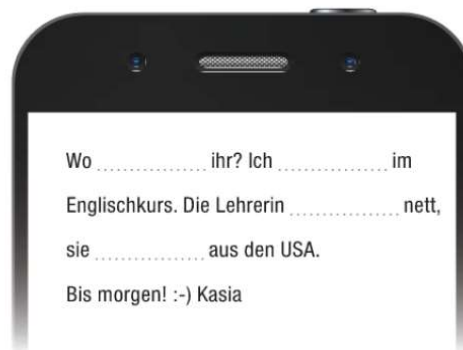 Wo ............... ihr? Ich ............... im
Englischkurs. Die Lehrerin ............... nett,
sie ............... aus den USA.
Bis morgen! :-) Kasia